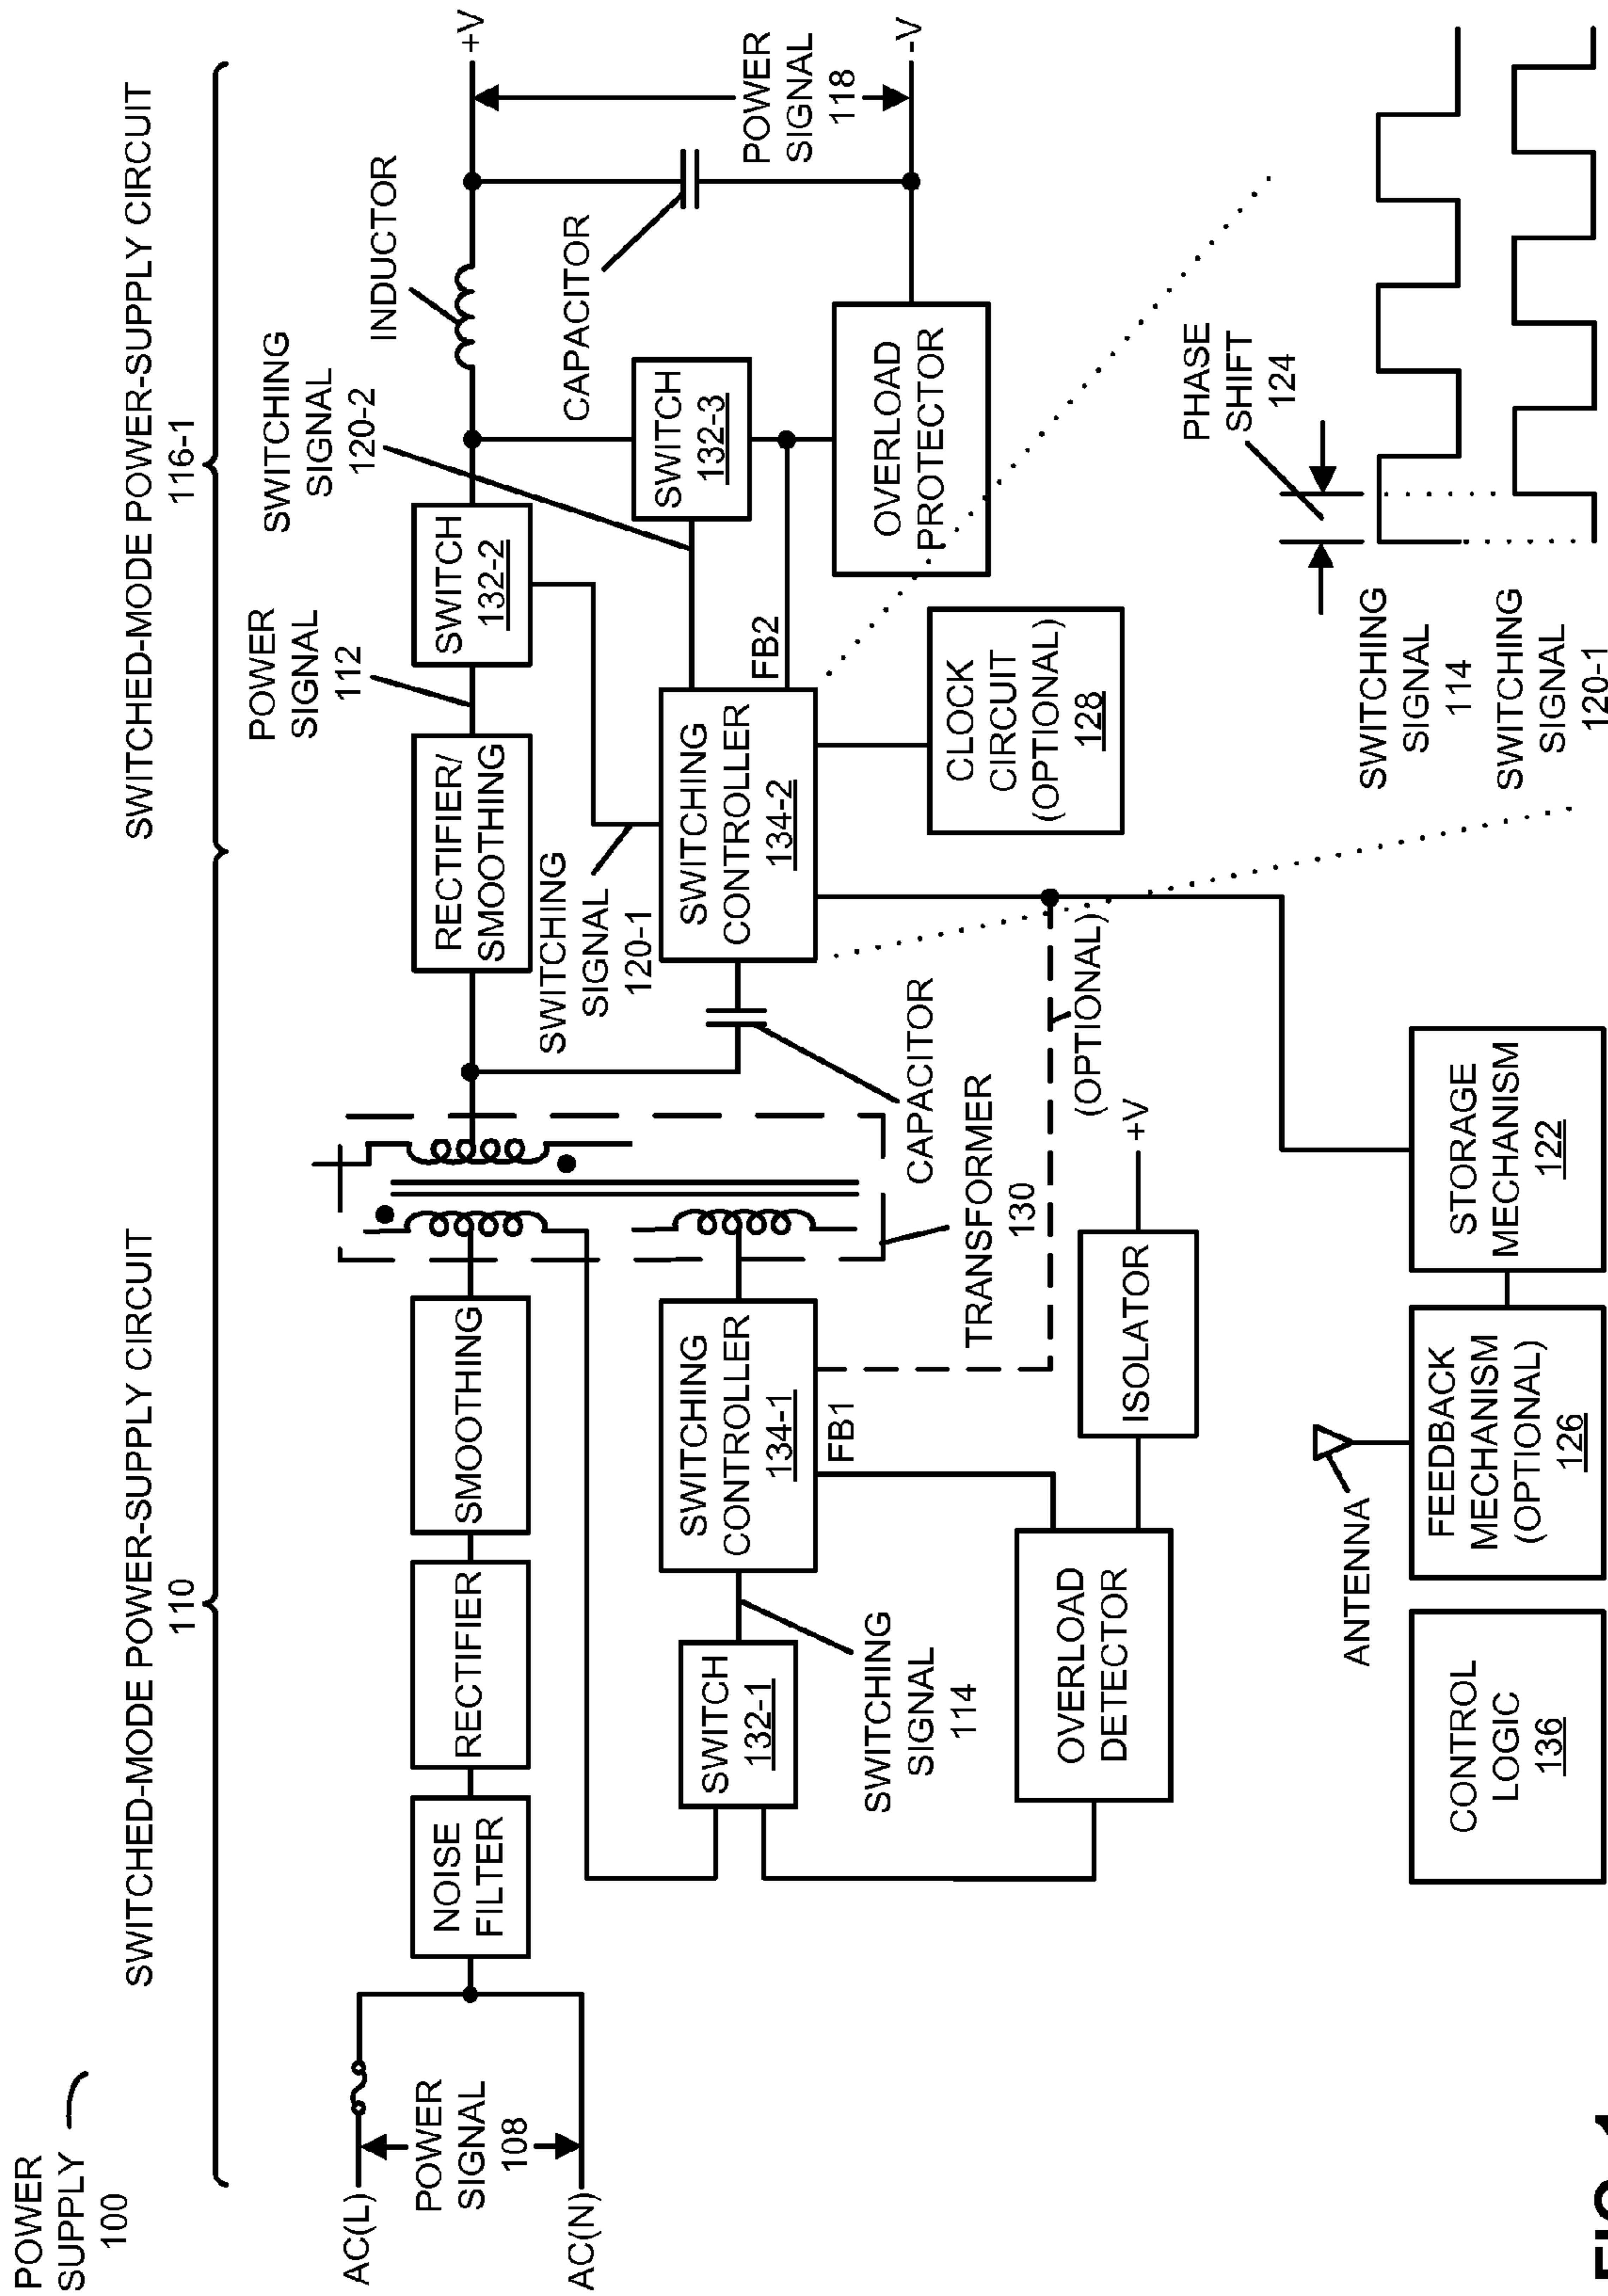 POWER
SUPPLY
100
SWITCHED-MODE POWER-SUPPLY CIRCUIT
110
SWITCHED-MODE POWER-SUPPLY CIRCUIT
116-1
AC(L)
POWER
SIGNAL
108
AC(N)
NOISE
FILTER
RECTIFIER
SMOOTHING
RECTIFIER/
SMOOTHING
POWER
SIGNAL
112
SWITCH
132-2
SWITCHING
SIGNAL
120-2
INDUCTOR
+V
POWER
SIGNAL
118
-V
CAPACITOR
SWITCH
132-3
SWITCHING
SIGNAL
120-1
SWITCH
132-1
SWITCHING
CONTROLLER
134-1
FB1
SWITCHING
CONTROLLER
134-2
FB2
OVERLOAD
PROTECTOR
SWITCHING
SIGNAL
114
TRANSFORMER
130
CAPACITOR
CLOCK
CIRCUIT
(OPTIONAL)
128
OVERLOAD
DETECTOR
ISOLATOR
+V
(OPTIONAL)
ANTENNA
CONTROL
LOGIC
136
FEEDBACK
MECHANISM
(OPTIONAL)
126
STORAGE
MECHANISM
122
PHASE
SHIFT
124
SWITCHING
SIGNAL
114
SWITCHING
SIGNAL
120-1
FIG. 1